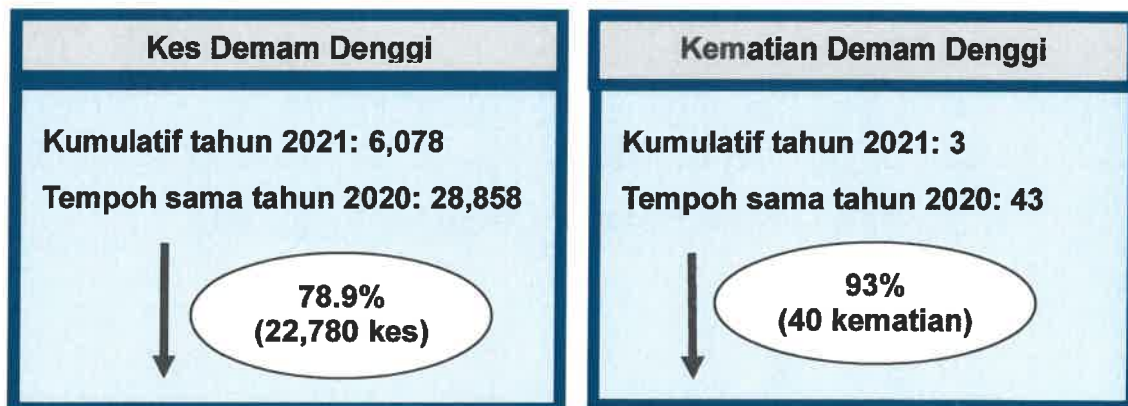 Kes Demam Denggi
Kumulatif tahun 2021: 6,078
Tempoh sama tahun 2020: 28,858
78.9%
(22,780 kes)
Kematian Demam Denggi
Kumulatif tahun 2021: 3
Tempoh sama tahun 2020: 43
93%
(40 kematian)